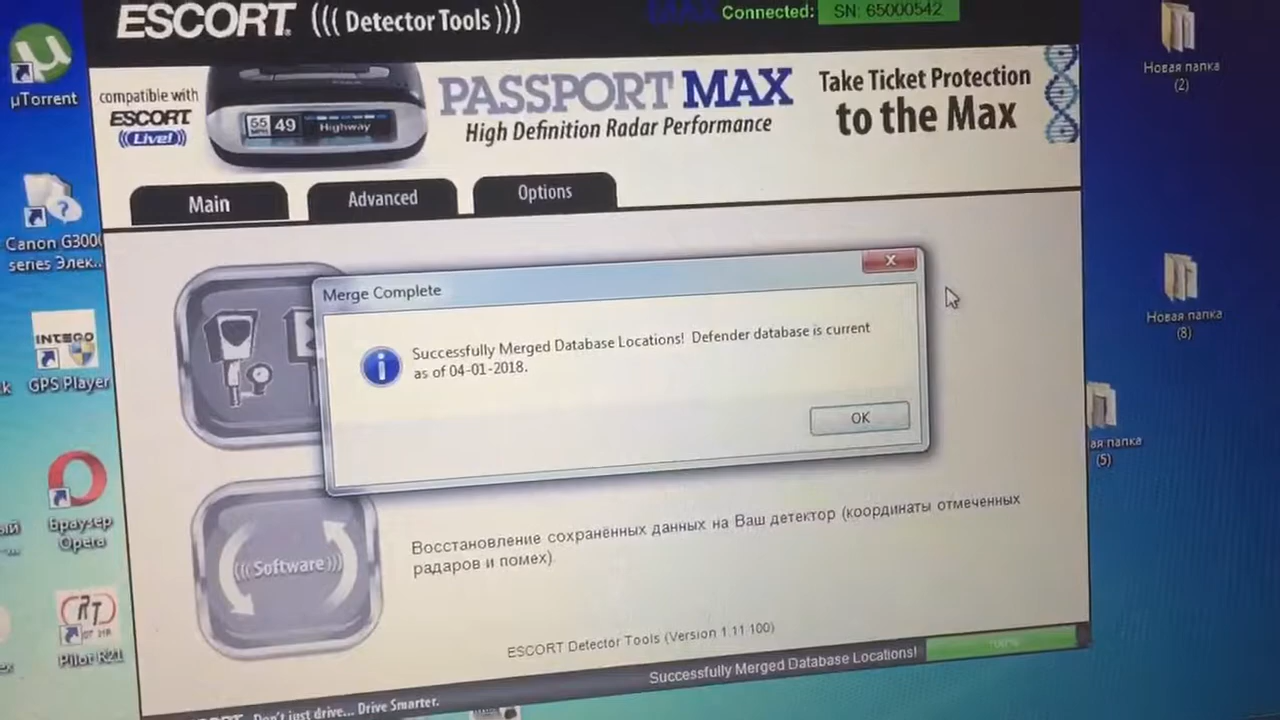 ESCORT. ((( Detector Tools )))
Connected:
SN: 65000542
compatible with
ESCORT
((Live!))
55
49
Highway
PASSPORT MAX
High Definition Radar Performance
Take Ticket Protection
to the Max
Main
Advanced
Options
Merge Complete
Successfully Merged Database Locations! Defender database is current
as of 04-01-2018.
OK
(((Software)))
Восстановление сохранённых данных на Ваш детектор (координаты отмеченных
радаров и помех).
ESCORT Detector Tools (Version 1.11.100)
Successfully Merged Database Locations!
100%
Don't just drive... Drive Smarter.
µTorrent
Canon G3000
series Элек...
INTEGO
GPS Player
Браузер
Opera
RT
Pilot R21
Новая папка
(2)
Новая папка
(8)
ая папка
(5)